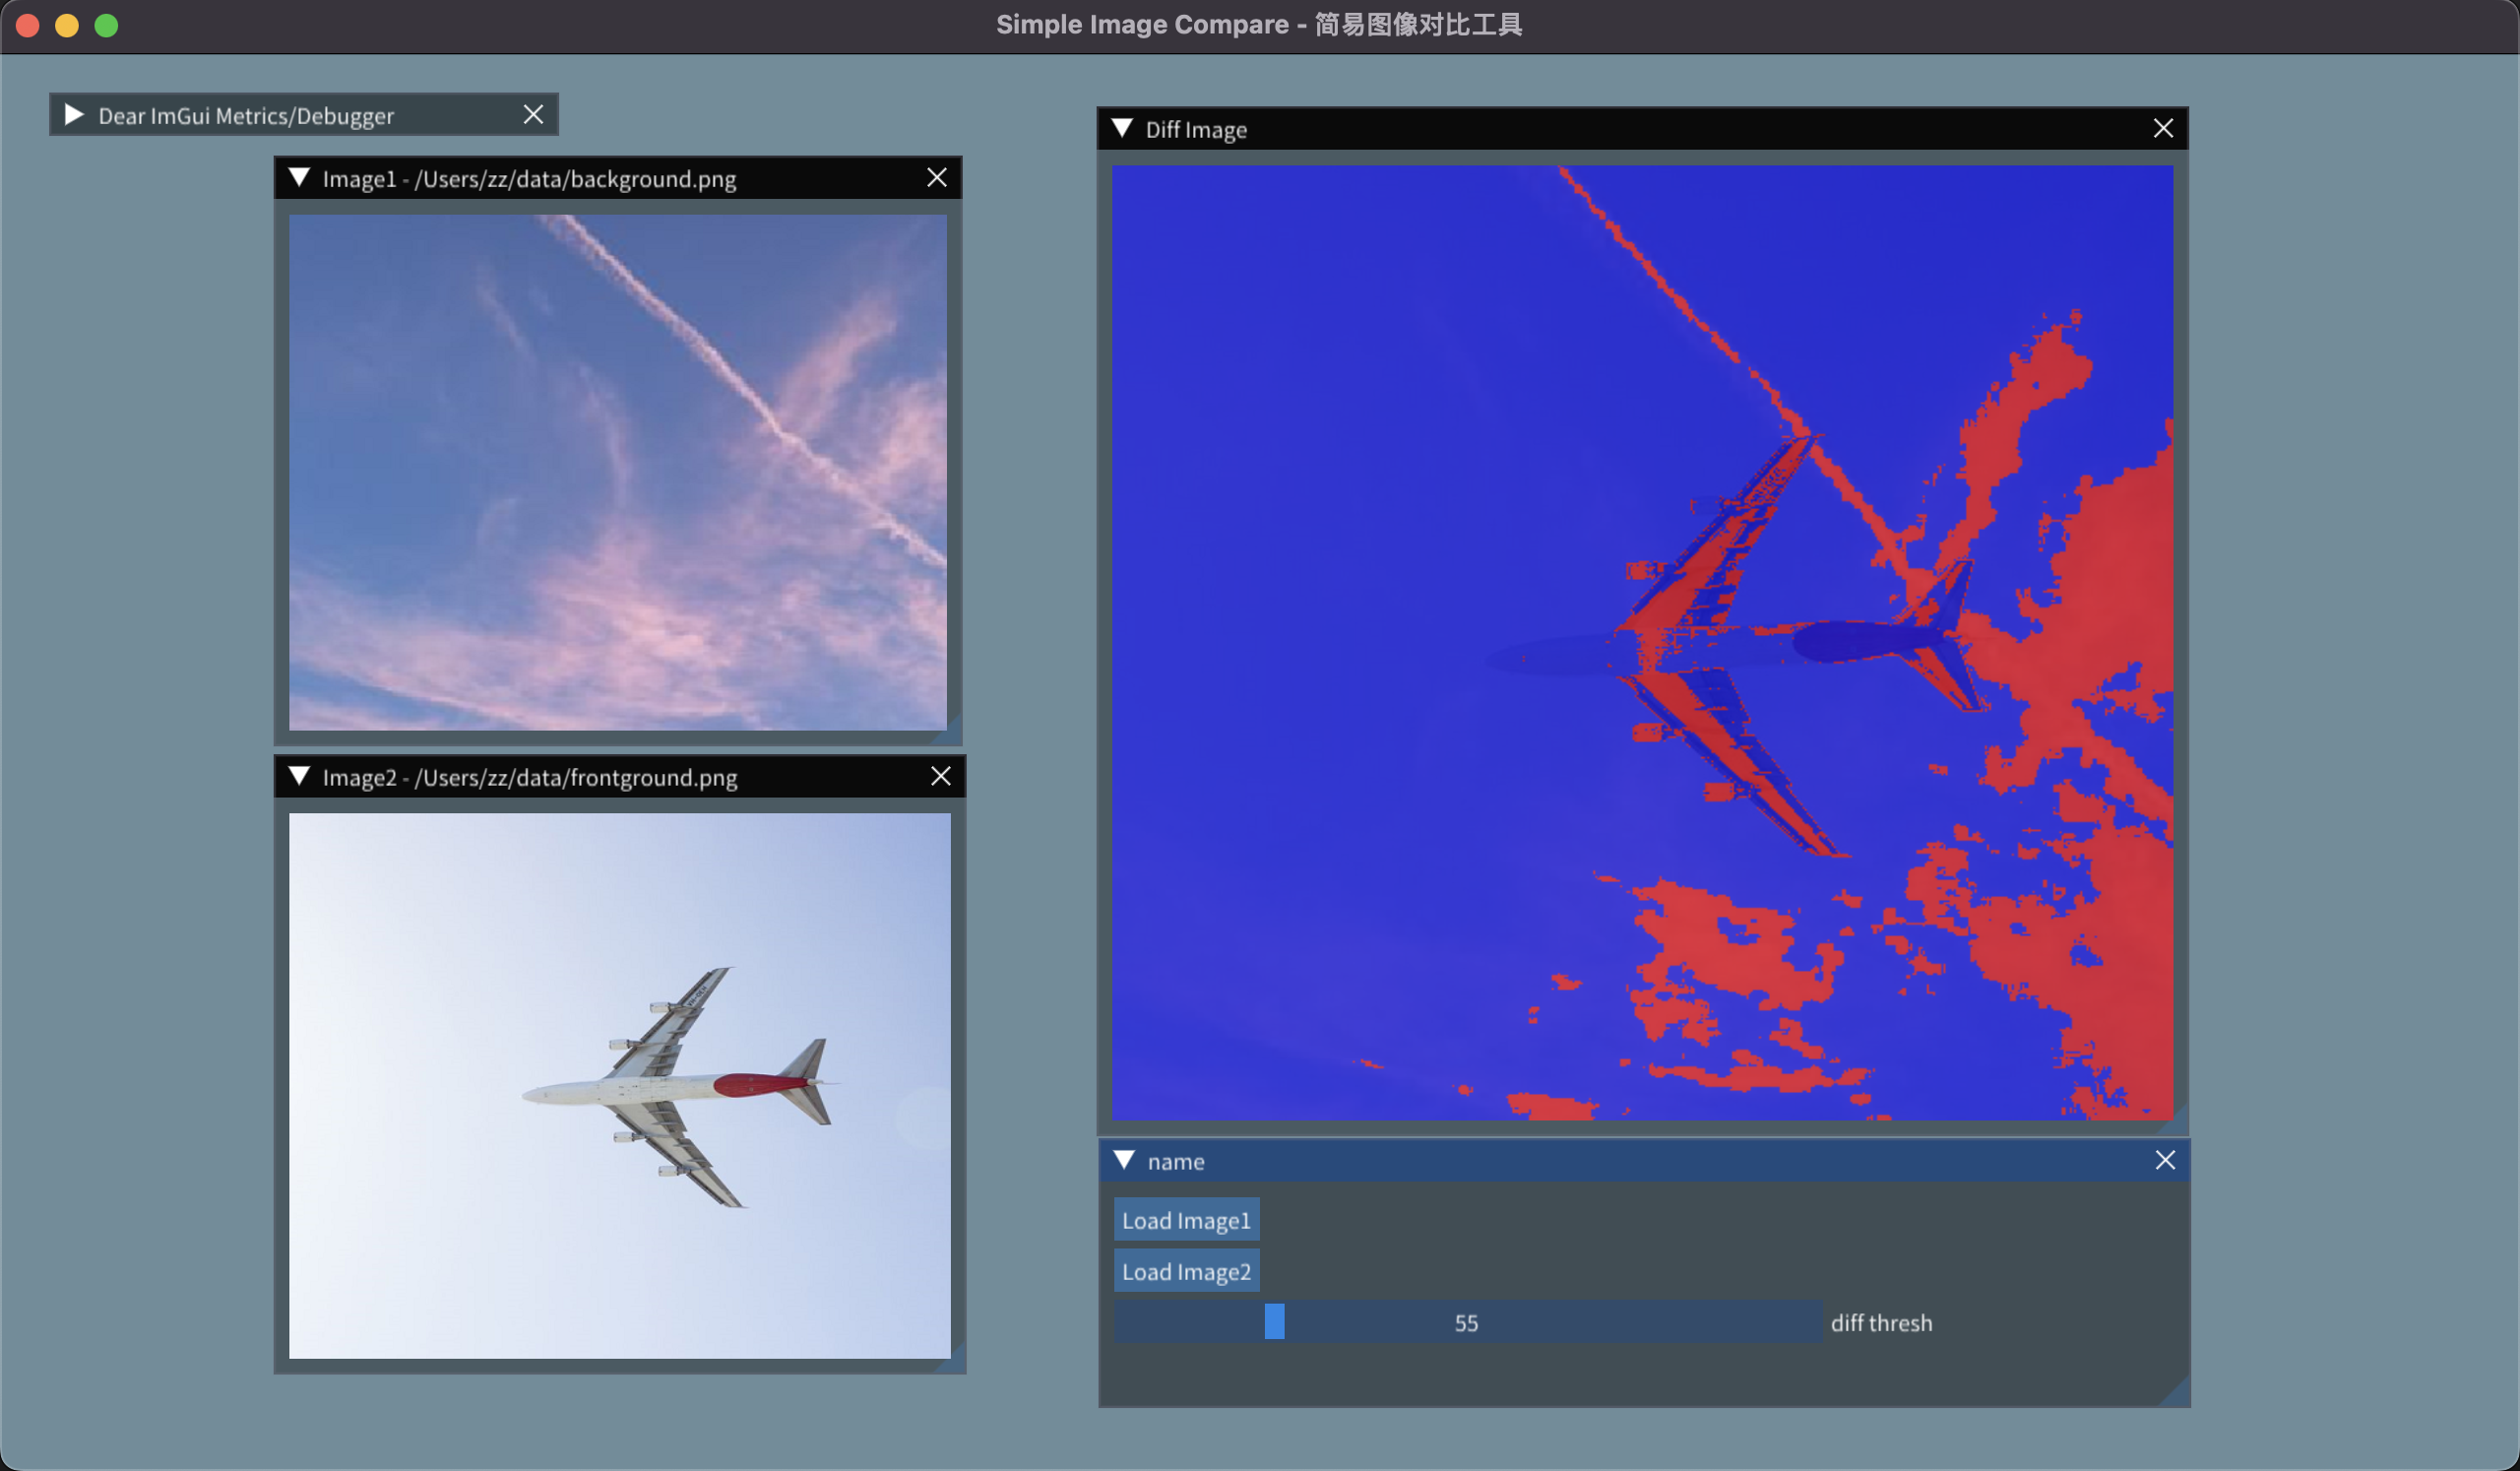 Simple Image Compare - 简易图像对比工具
Dear ImGui Metrics/Debugger
Image1 - /Users/zz/data/background.png
Image2 - /Users/zz/data/frontground.png
Diff Image
name
Load Image1
Load Image2
55 diff thresh